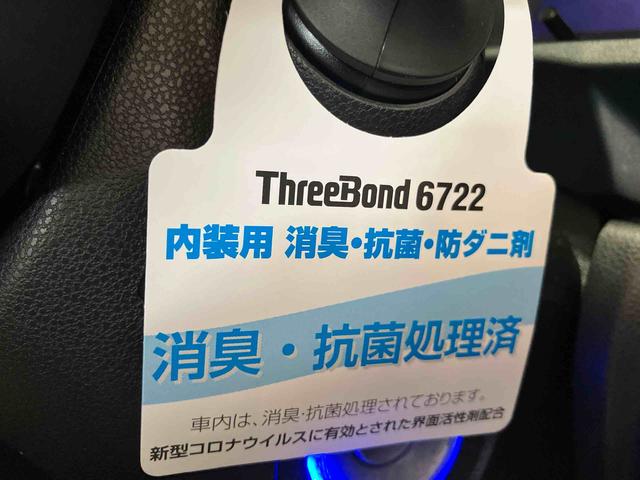 ThreeBond 6722
内装用 消臭・抗菌・防ダニ剤
消臭・抗菌処理済
車内は、消臭・抗菌処理されております。
新型コロナウイルスに有効とされた界面活性剤配合